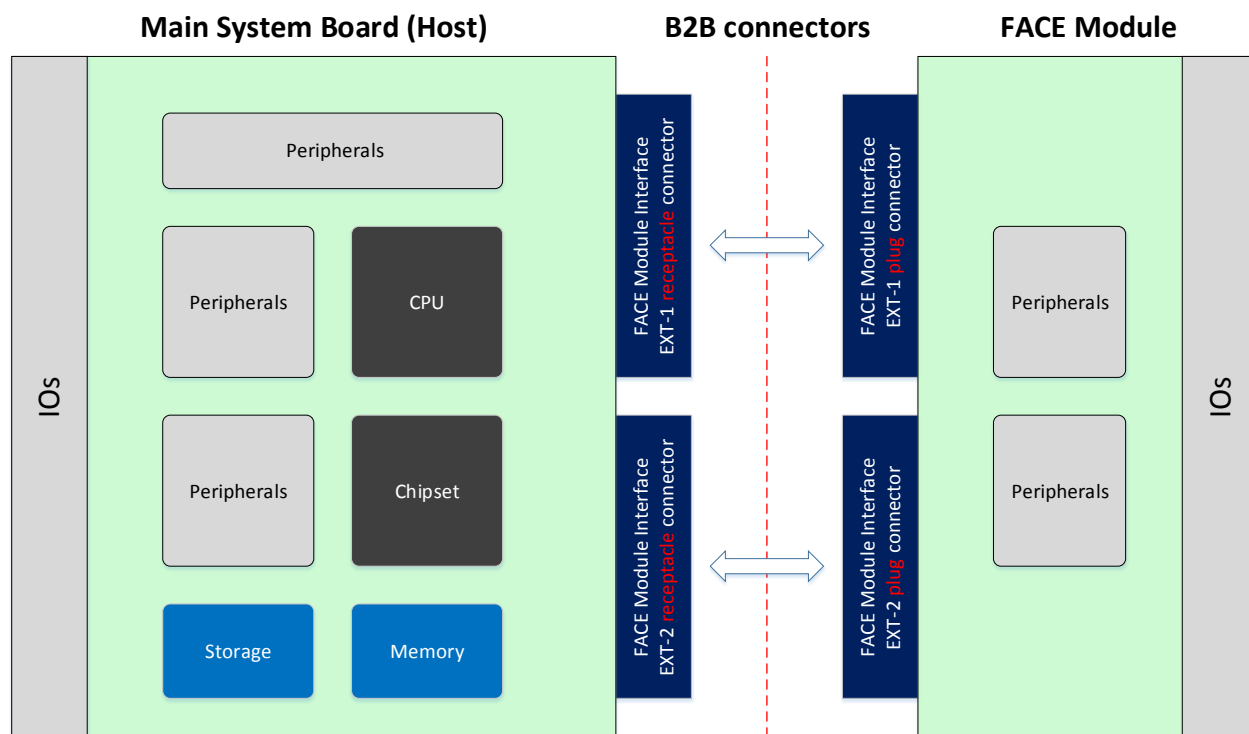 Main System Board (Host)
B2B connectors
FACE Module
IOs
Peripherals
Peripherals
CPU
Peripherals
Chipset
Storage
Memory
FACE Module Interface
EXT-1 receptacle connector
FACE Module Interface
EXT-2 receptacle connector
FACE Module Interface
EXT-1 plug connector
FACE Module Interface
EXT-2 plug connector
Peripherals
Peripherals
IOs